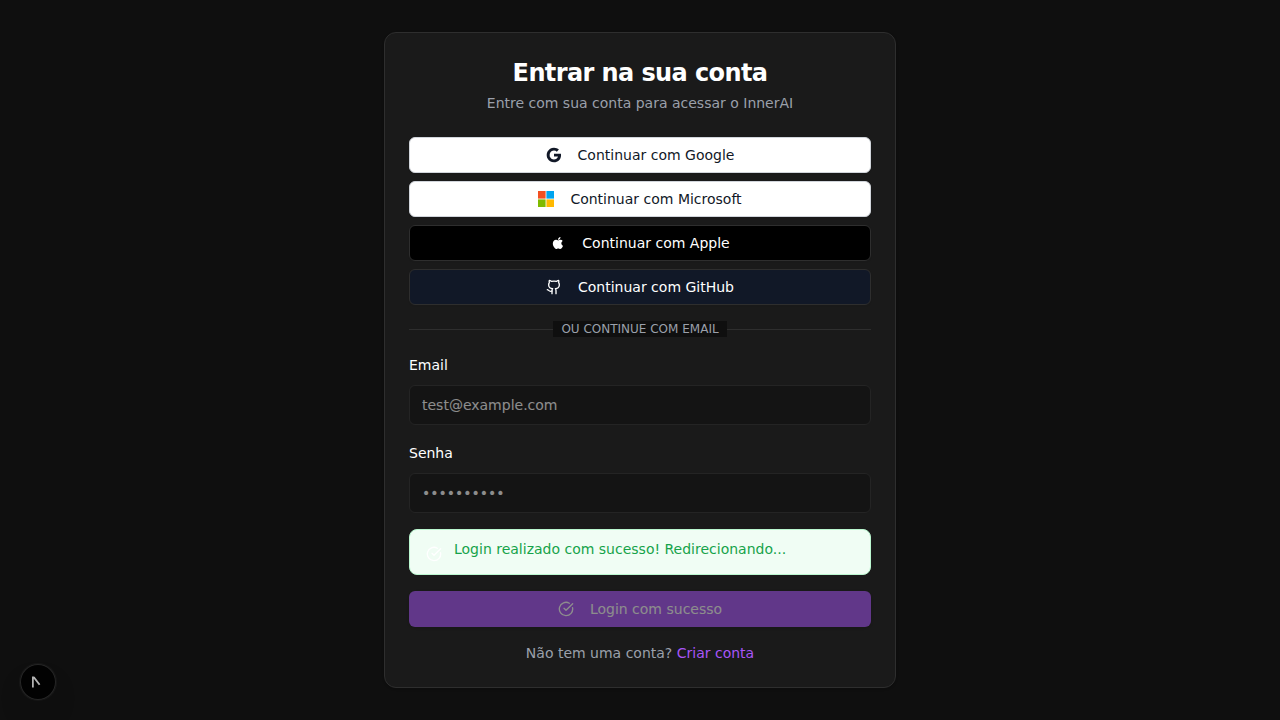 Entrar na sua conta
Entre com sua conta para acessar o InnerAI
Continuar com Google
Continuar com Microsoft
Continuar com Apple
Continuar com GitHub
OU CONTINUE COM EMAIL
Email
test@example.com
Senha
••••••••••
Login realizado com sucesso! Redirecionando...
Login com sucesso
Não tem uma conta? Criar conta